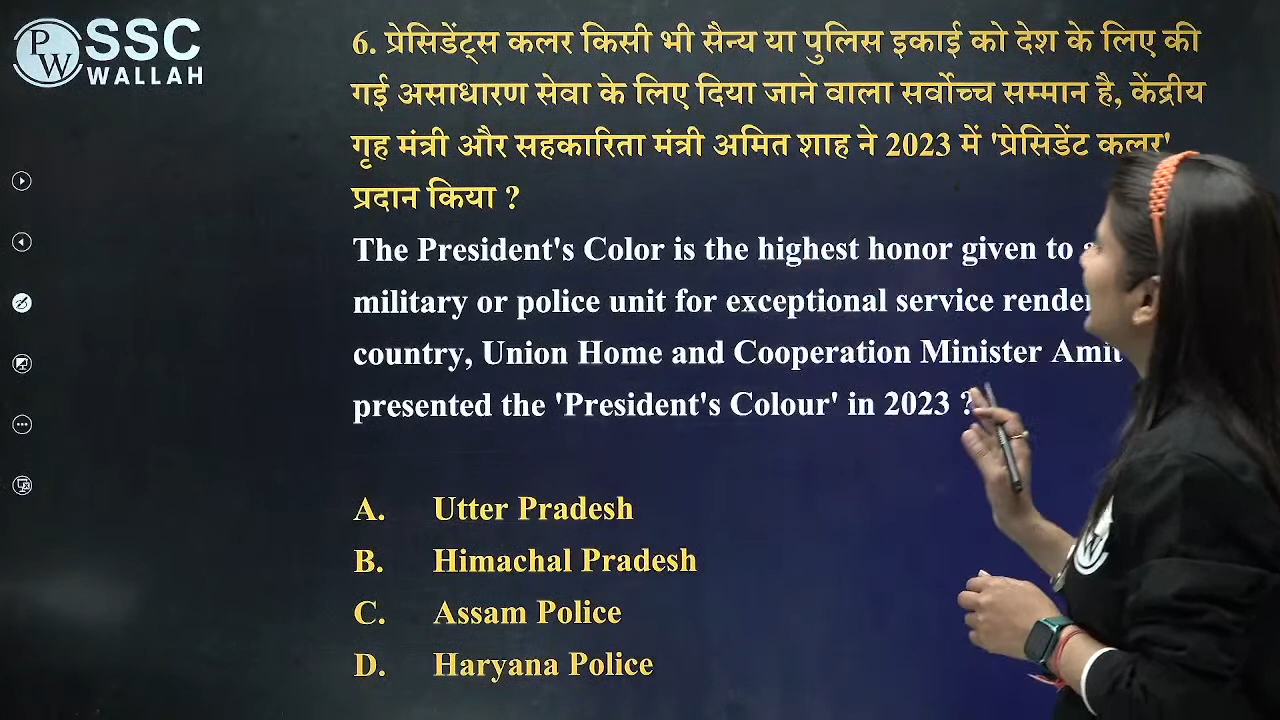 PW
SSC
WALLAH
6. प्रेसिडेंट्स कलर किसी भी सैन्य या पुलिस इकाई को देश के लिए की
गई असाधारण सेवा के लिए दिया जाने वाला सर्वोच्च सम्मान है, केंद्रीय
गृह मंत्री और सहकारिता मंत्री अमित शाह ने 2023 में 'प्रेसिडेंट कलर'
प्रदान किया ?
The President's Color is the highest honor given to
military or police unit for exceptional service
country, Union Home and Cooperation Minister Amit
presented the 'President's Colour' in 2023 ?
A. Utter Pradesh
B. Himachal Pradesh
C. Assam Police
D. Haryana Police